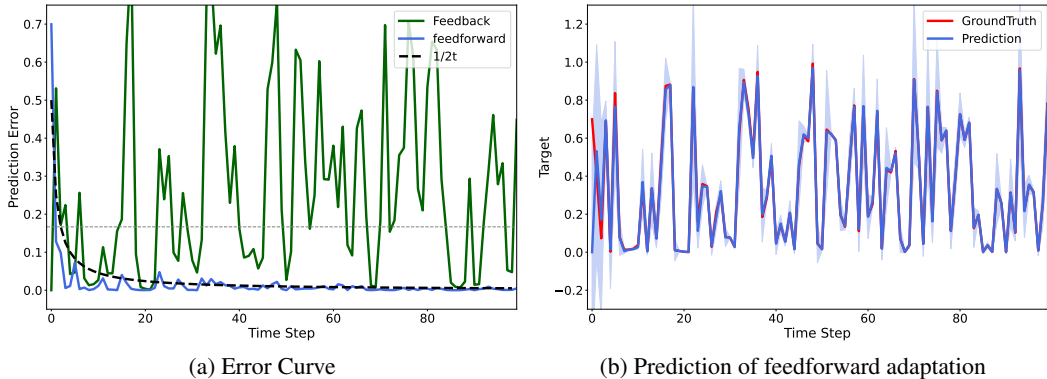 0.7
0.6
0.5
0.4
0.3
0.2
0.1
0.0
Prediction Error
0
20
40
60
80
Time Step
Feedback
feedforward
1/2t
(a) Error Curve
1.2
1.0
0.8
0.6
0.4
0.2
0.0
−0.2
Target
0
20
40
60
80
Time Step
GroundTruth
Prediction
(b) Prediction of feedforward adaptation